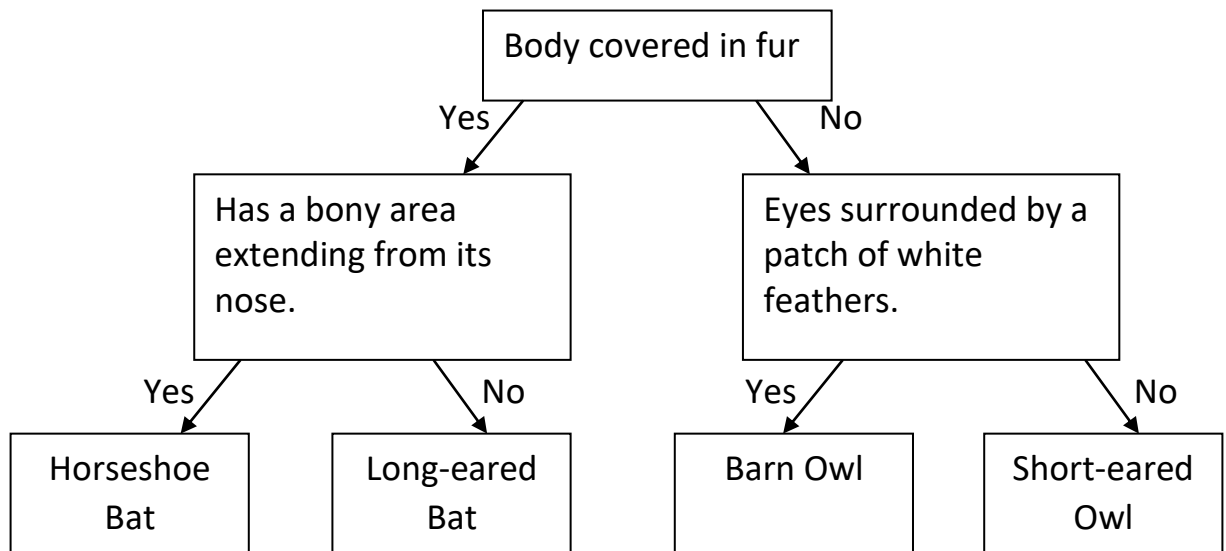 Body covered in fur
Yes
No
Has a bony area
extending from its
nose.
Eyes surrounded by a
patch of white
feathers.
Yes
No
Yes
No
Horseshoe
Bat
Long-eared
Bat
Barn Owl
Short-eared
Owl